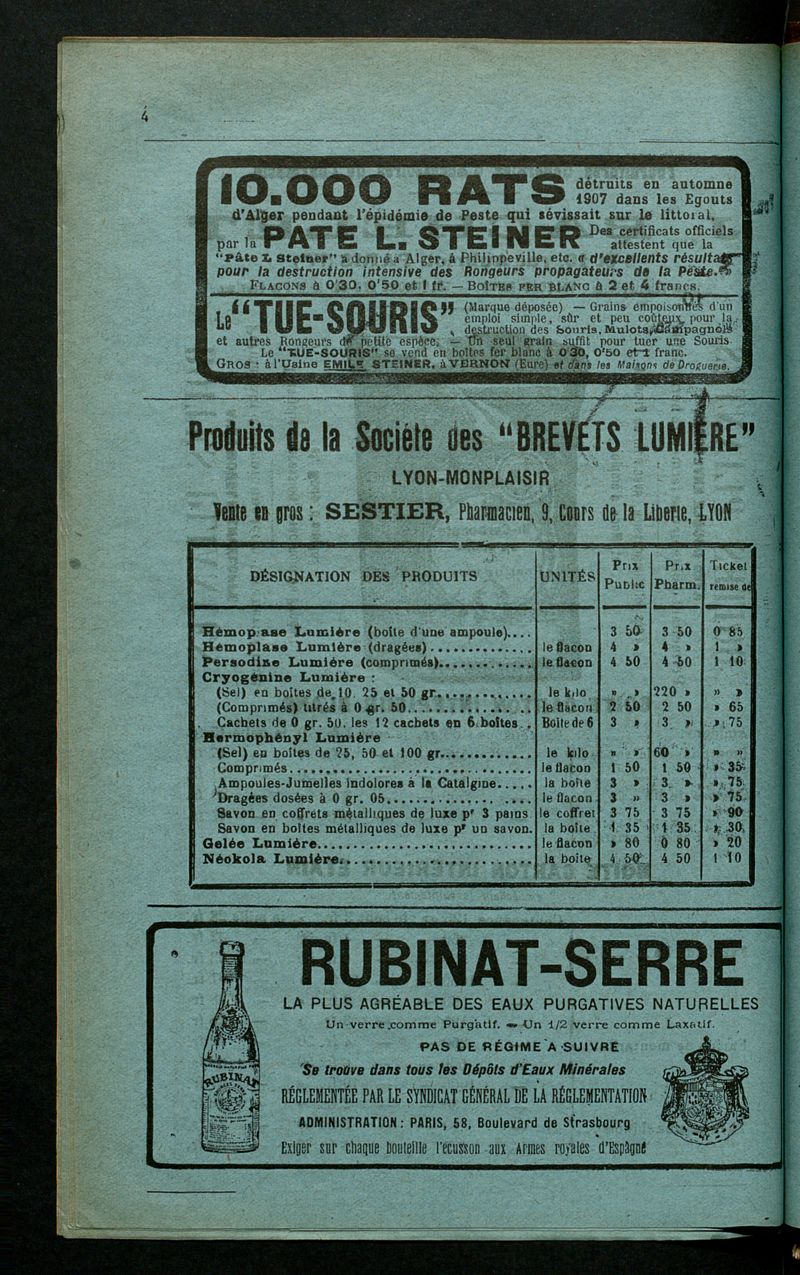 4
10.000 RATS détruits en automne
1907 dans les Egouts
d'Alger pendant l'épidémie de Peste qui sévissait sur le littoral,
par la PATE L. STEINER Des certificats officiels
attestent que la
"Pâte L. Steiner" a donné à Alger, à Philippeville, etc. « d'excellents résultats
pour la destruction intensive des Rongeurs propagateurs de la Peste. »
FLACONS à 0'30, 0'50 et 1 fr. — BOITES FER BLANC à 2 et 4 francs.
Le "TUE-SOURIS" (Marque déposée) — Grains empoisonnés d'un
emploi simple, sûr et peu coûteux pour la
destruction des Souris, Mulots, Campagnols
et autres Rongeurs de petite espèce. — Un seul grain suffit pour tuer une Souris
Le "TUE-SOURIS" se vend en boîtes fer blanc à 0'30, 0'50 et 1 franc.
GROS : à l'Usine EMILE STEINER, à VERNON (Eure) et dans les Maisons de Droguerie.
Produits de la Société des "BREVETS LUMIÈRE"
LYON-MONPLAISIR
Vente en gros : SESTIER, Pharmacien, 9, Cours de la Liberté, LYON
DÉSIGNATION DES PRODUITS UNITÉS Prix Public Prix Pharm. Ticket remise de
Hémoplase Lumière (boîte d'une ampoule).... 3 50 3 50 0 85
Hémoplase Lumière (dragées) .............. le flacon 4 » 4 » 1 »
Persodine Lumière (comprimés)............. le flacon 4 50 4 50 1 10
Cryogénine Lumière :
(Sel) en boîtes de 10, 25 et 50 gr.............. le kilo » » 220 » » »
(Comprimés) titrés à 0 gr. 50................ le flacon 2 50 2 50 » 65
Cachets de 0 gr. 50. les 12 cachets en 6 boîtes . Boîte de 6 3 » 3 » » 75
Hermophényl Lumière
(Sel) en boîtes de 25, 50 et 100 gr............. le kilo » » 60 » » »
Comprimés............................... le flacon 1 50 1 50 » 35
Ampoules-Jumelles indolores à la Catalgine..... la boîte 3 » 3 » » 75
Dragées dosées à 0 gr. 05................... le flacon 3 » 3 » » 75
Savon en coffrets métalliques de luxe pr 3 pains le coffret 3 75 3 75 » 90
Savon en boîtes métalliques de luxe pr un savon. la boîte 1 35 1 35 » 30
Gelée Lumière............................ le flacon » 80 0 80 » 20
Néokola Lumière......................... la boîte 4 50 4 50 1 10
RUBINAT-SERRE
LA PLUS AGRÉABLE DES EAUX PURGATIVES NATURELLES
Un verre comme Purgatif. — Un 1/2 verre comme Laxatif.
PAS DE RÉGIME A SUIVRE
Se trouve dans tous les Dépôts d'Eaux Minérales
RÉGLEMENTÉE PAR LE SYNDICAT GÉNÉRAL DE LA RÉGLEMENTATION
ADMINISTRATION : PARIS, 58, Boulevard de Strasbourg
Exiger sur chaque bouteille l'écusson aux Armes royales d'Espagne
RUBINAT